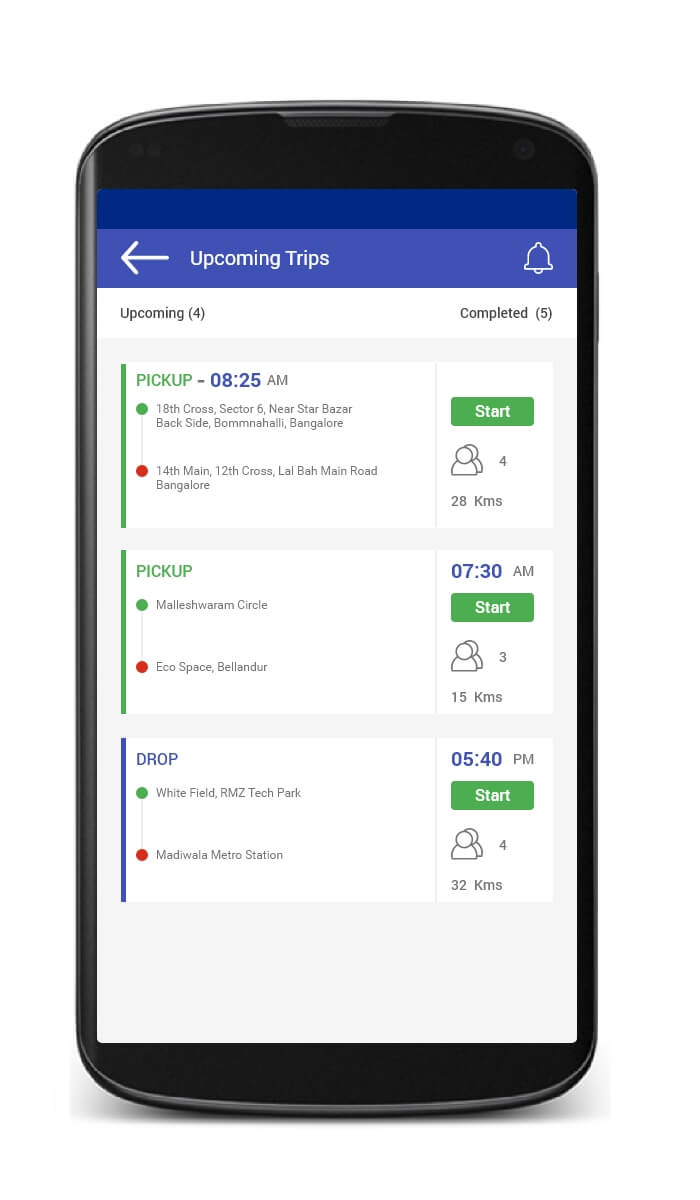 Upcoming Trips
Upcoming (4)
Completed (5)
PICKUP - 08:25 AM
18th Cross, Sector 6, Near Star Bazar
Back Side, Bommnahalli, Bangalore
14th Main, 12th Cross, Lal Bah Main Road
Bangalore
Start
4
28 Kms
PICKUP
Malleshwaram Circle
Eco Space, Bellandur
07:30 AM
Start
3
15 Kms
DROP
White Field, RMZ Tech Park
Madiwala Metro Station
05:40 PM
Start
4
32 Kms